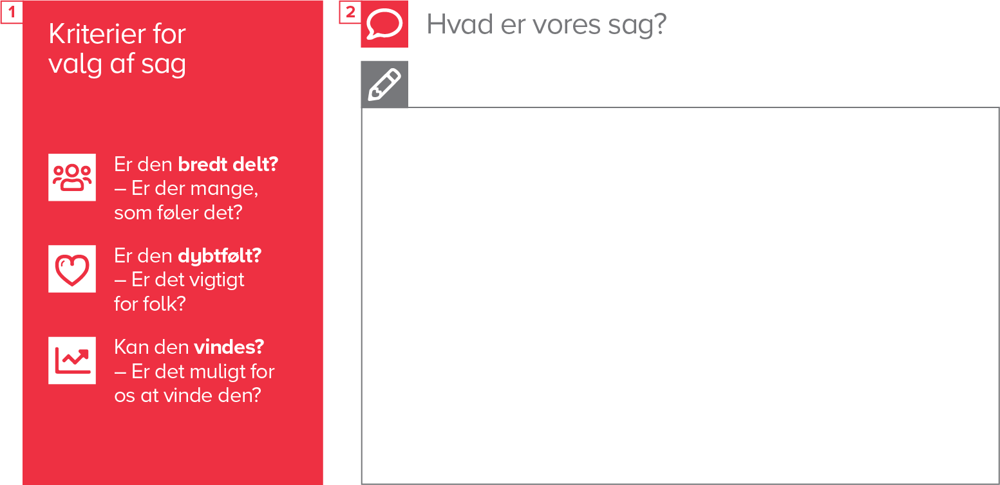 1
Kriterier for
valg af sag
Er den bredt delt?
– Er der mange,
som føler det?
Er den dybtfølt?
– Er det vigtigt
for folk?
Kan den vindes?
– Er det muligt for
os at vinde den?
2
Hvad er vores sag?